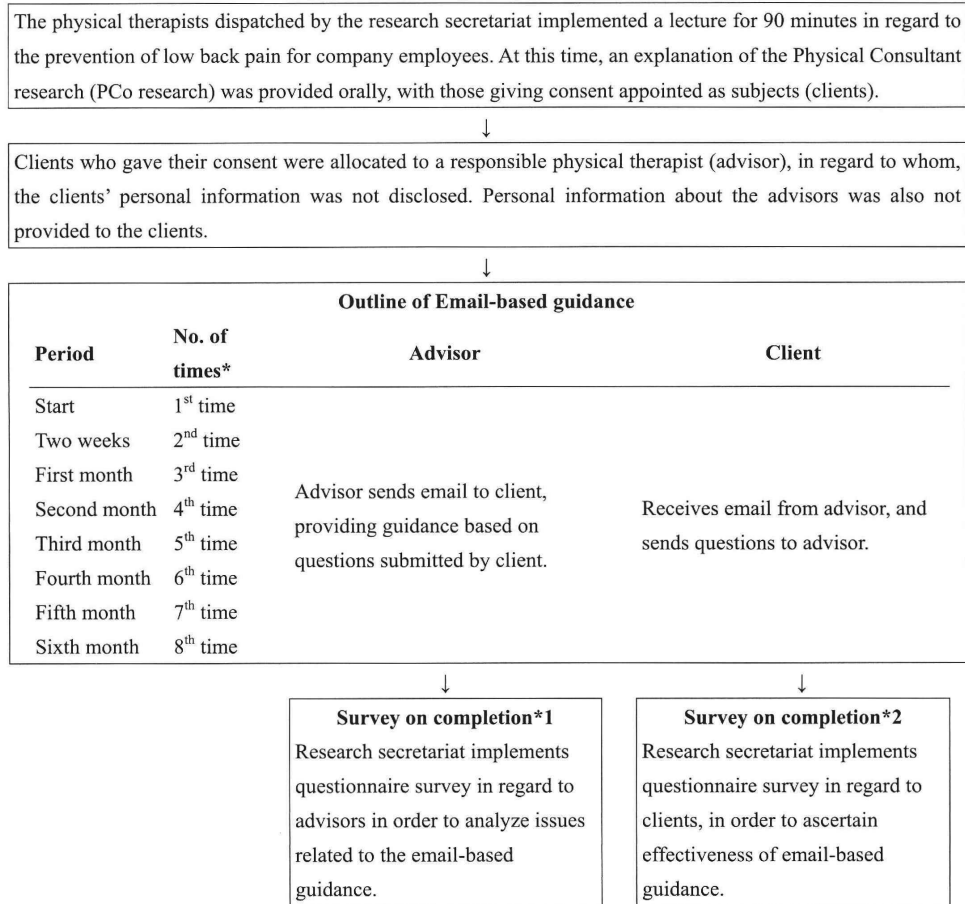 The physical therapists dispatched by the research secretariat implemented a lecture for 90 minutes in regard to
the prevention of low back pain for company employees. At this time, an explanation of the Physical Consultant
research (PCo research) was provided orally, with those giving consent appointed as subjects (clients).
↓
Clients who gave their consent were allocated to a responsible physical therapist (advisor), in regard to whom,
the clients' personal information was not disclosed. Personal information about the advisors was also not
provided to the clients.
↓
Outline of Email-based guidance
Period No. of times* Advisor Client
Start 1st time
Two weeks 2nd time
First month 3rd time
Second month 4th time
Third month 5th time
Fourth month 6th time
Fifth month 7th time
Sixth month 8th time
Advisor sends email to client,
providing guidance based on
questions submitted by client.
Receives email from advisor, and
sends questions to advisor.
↓ ↓
Survey on completion*1
Research secretariat implements
questionnaire survey in regard to
advisors in order to analyze issues
related to the email-based
guidance.
Survey on completion*2
Research secretariat implements
questionnaire survey in regard to
clients, in order to ascertain
effectiveness of email-based
guidance.